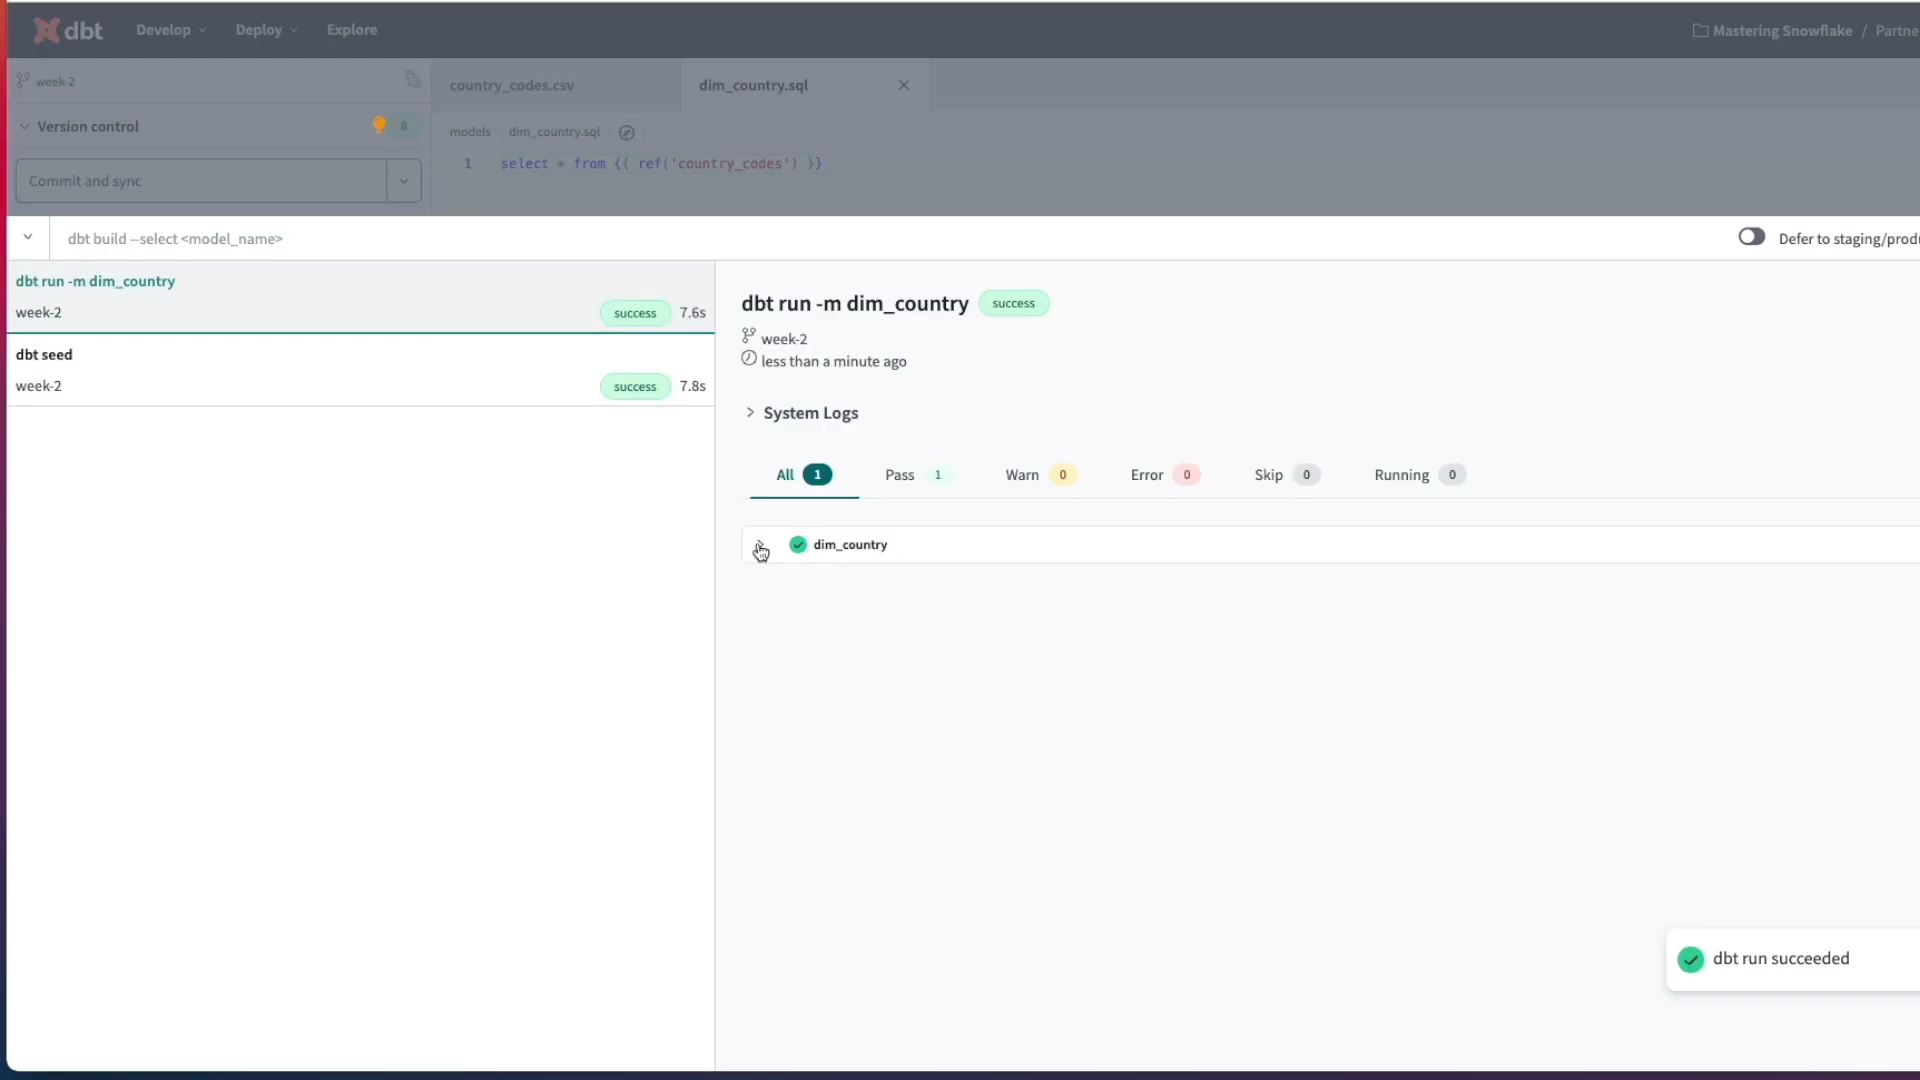 dbt
Develop
Deploy
Explore
Mastering Snowflake / Partne
week-2
country_codes.csv
dim_country.sql
Version control
8
models
dim_country.sql
1 select * from {{ ref('country_codes') }}
Commit and sync
dbt build --select <model_name>
Defer to staging/produ
dbt run -m dim_country
week-2
success
7.6s
dbt seed
week-2
success
7.8s
dbt run -m dim_country
success
week-2
less than a minute ago
System Logs
All 1
Pass 1
Warn 0
Error 0
Skip 0
Running 0
dim_country
dbt run succeeded